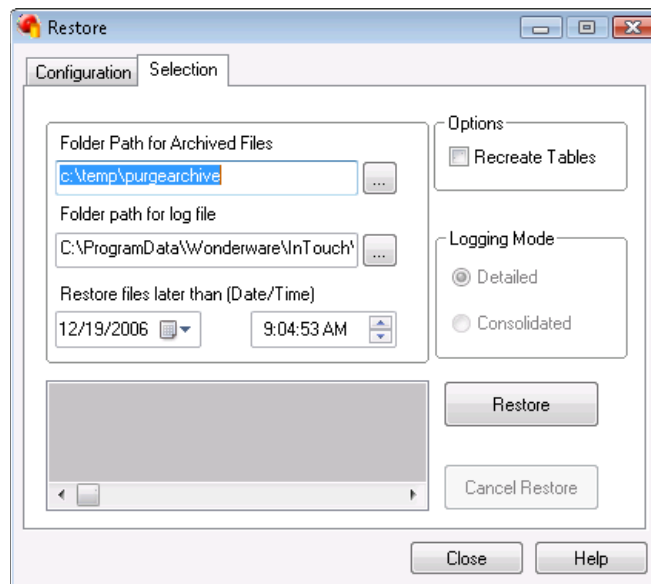 Restore
Configuration
Selection
Folder Path for Archived Files
c:\temp\purgearchive
...
Folder path for log file
C:\ProgramData\Wonderware\InTouch\
...
Restore files later than (Date/Time)
12/19/2006
9:04:53 AM
Options
Recreate Tables
Logging Mode
Detailed
Consolidated
Restore
Cancel Restore
Close
Help